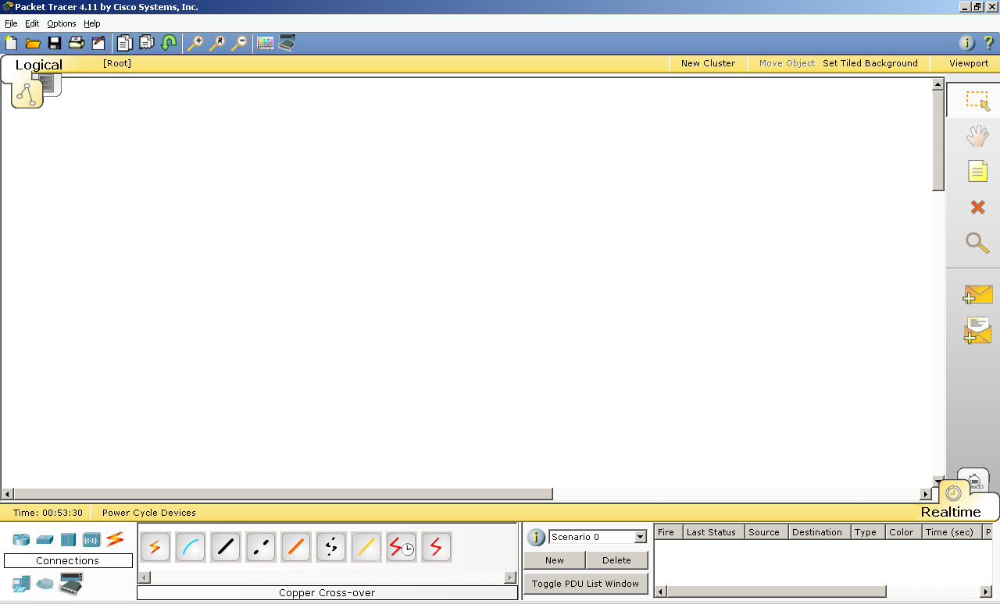 Packet Tracer 4.11 by Cisco Systems, Inc.
File Edit Options Help
Logical [Root] New Cluster Move Object Set Tiled Background Viewport
Time: 00:53:30 Power Cycle Devices Realtime
Connections
Copper Cross-over
Scenario 0
New Delete
Toggle PDU List Window
Fire Last Status Source Destination Type Color Time (sec) P